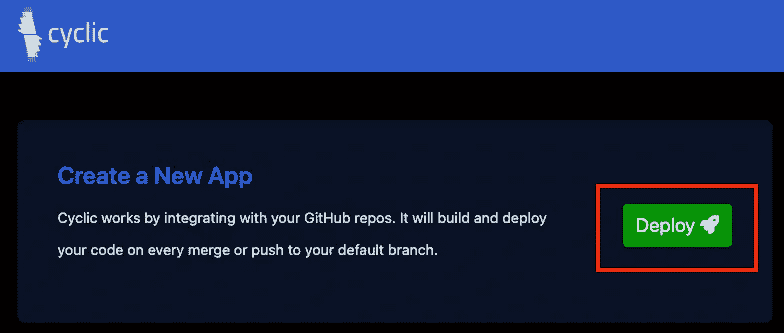 cyclic
Create a New App
Cyclic works by integrating with your GitHub repos. It will build and deploy
your code on every merge or push to your default branch.
Deploy